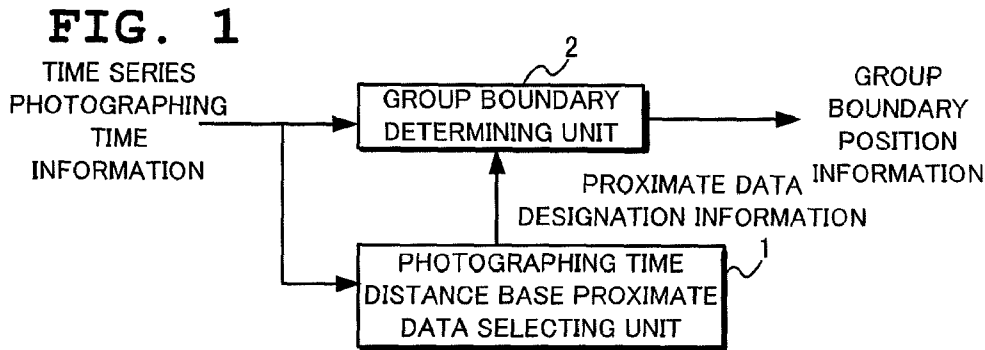 FIG. 1
TIME SERIES
PHOTOGRAPHING
TIME
INFORMATION
2
GROUP BOUNDARY
DETERMINING UNIT
GROUP
BOUNDARY
POSITION
INFORMATION
PROXIMATE DATA
DESIGNATION INFORMATION
1
PHOTOGRAPHING TIME
DISTANCE BASE PROXIMATE
DATA SELECTING UNIT